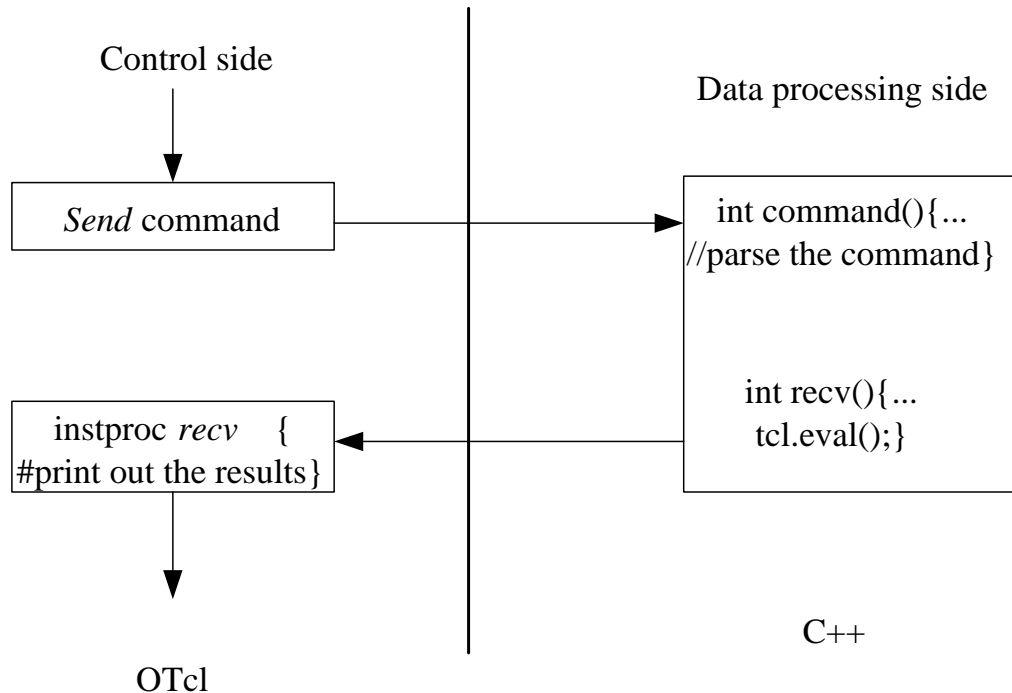 Control side
Data processing side
Send command
int command(){...
//parse the command}
int recv(){...
tcl.eval();}
instproc recv {
#print out the results}
C++
OTcl